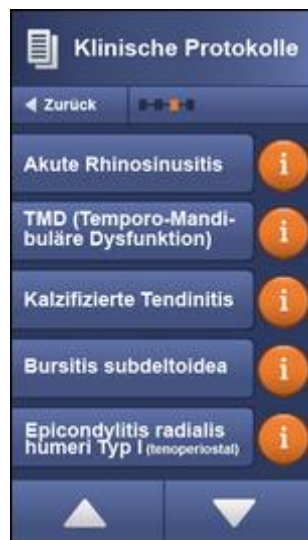 Klinische Protokolle
Zurück
Akute Rhinosinusitis
i
TMD (Temporo-Mandi-
buläre Dysfunktion)
i
Kalzifizierte Tendinitis
i
Bursitis subdeltoidea
i
Epicondylitis radialis
humeri Typ I (tenoperiostal)
i